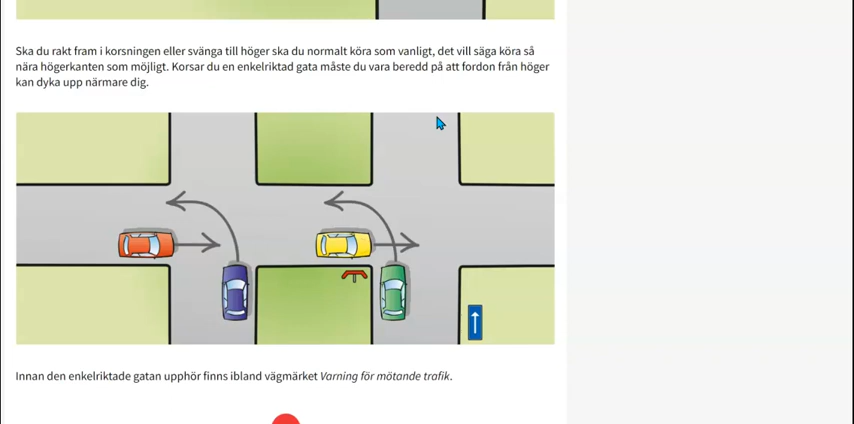 Ska du rakt fram i korsningen eller svänga till höger ska du normalt köra som vanligt, det vill säga köra så
nära högerkanten som möjligt. Korsar du en enkelriktad gata måste du vara beredd på att fordon från höger
kan dyka upp närmare dig.
Innan den enkelriktade gatan upphör finns ibland vägmärket Varning för mötande trafik.